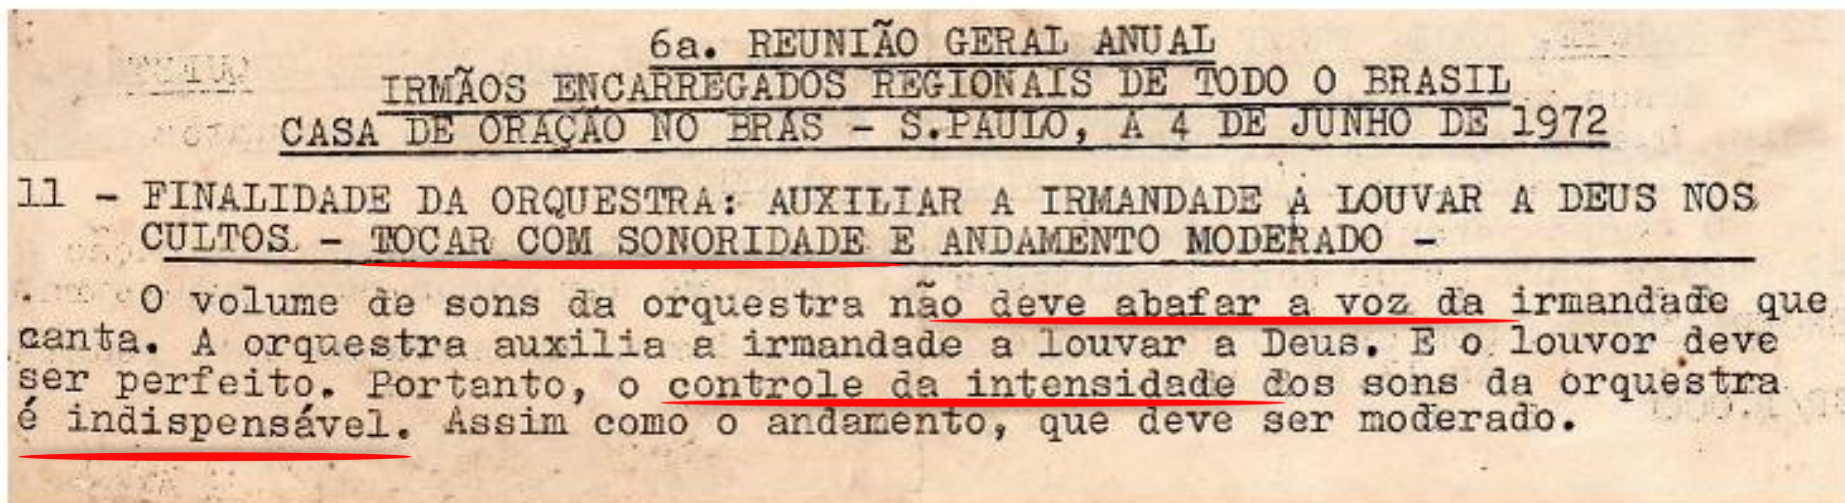 6a. REUNIÃO GERAL ANUAL
IRMÃOS ENCARREGADOS REGIONAIS DE TODO O BRASIL
CASA DE ORAÇÃO NO BRÁS - S.PAULO, A 4 DE JUNHO DE 1972
11 - FINALIDADE DA ORQUESTRA: AUXILIAR A IRMANDADE A LOUVAR A DEUS NOS
CULTOS - TOCAR COM SONORIDADE E ANDAMENTO MODERADO -
O volume de sons da orquestra não deve abafar a voz da irmandade que
canta. A orquestra auxilia a irmandade a louvar a Deus. E o louvor deve
ser perfeito. Portanto, o controle da intensidade dos sons da orquestra
é indispensável. Assim como o andamento, que deve ser moderado.